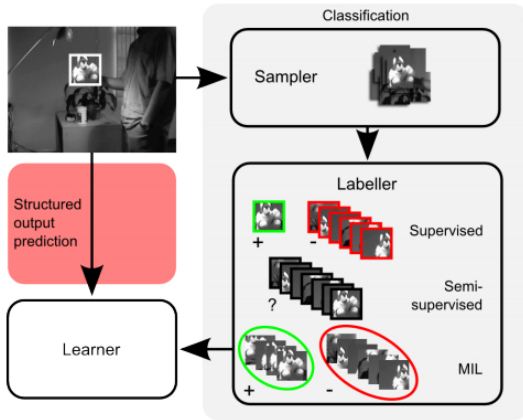 Classification
Sampler
Labeller
Structured
output
prediction
+
-
Supervised
?
Semi-
supervised
Learner
+
-
MIL